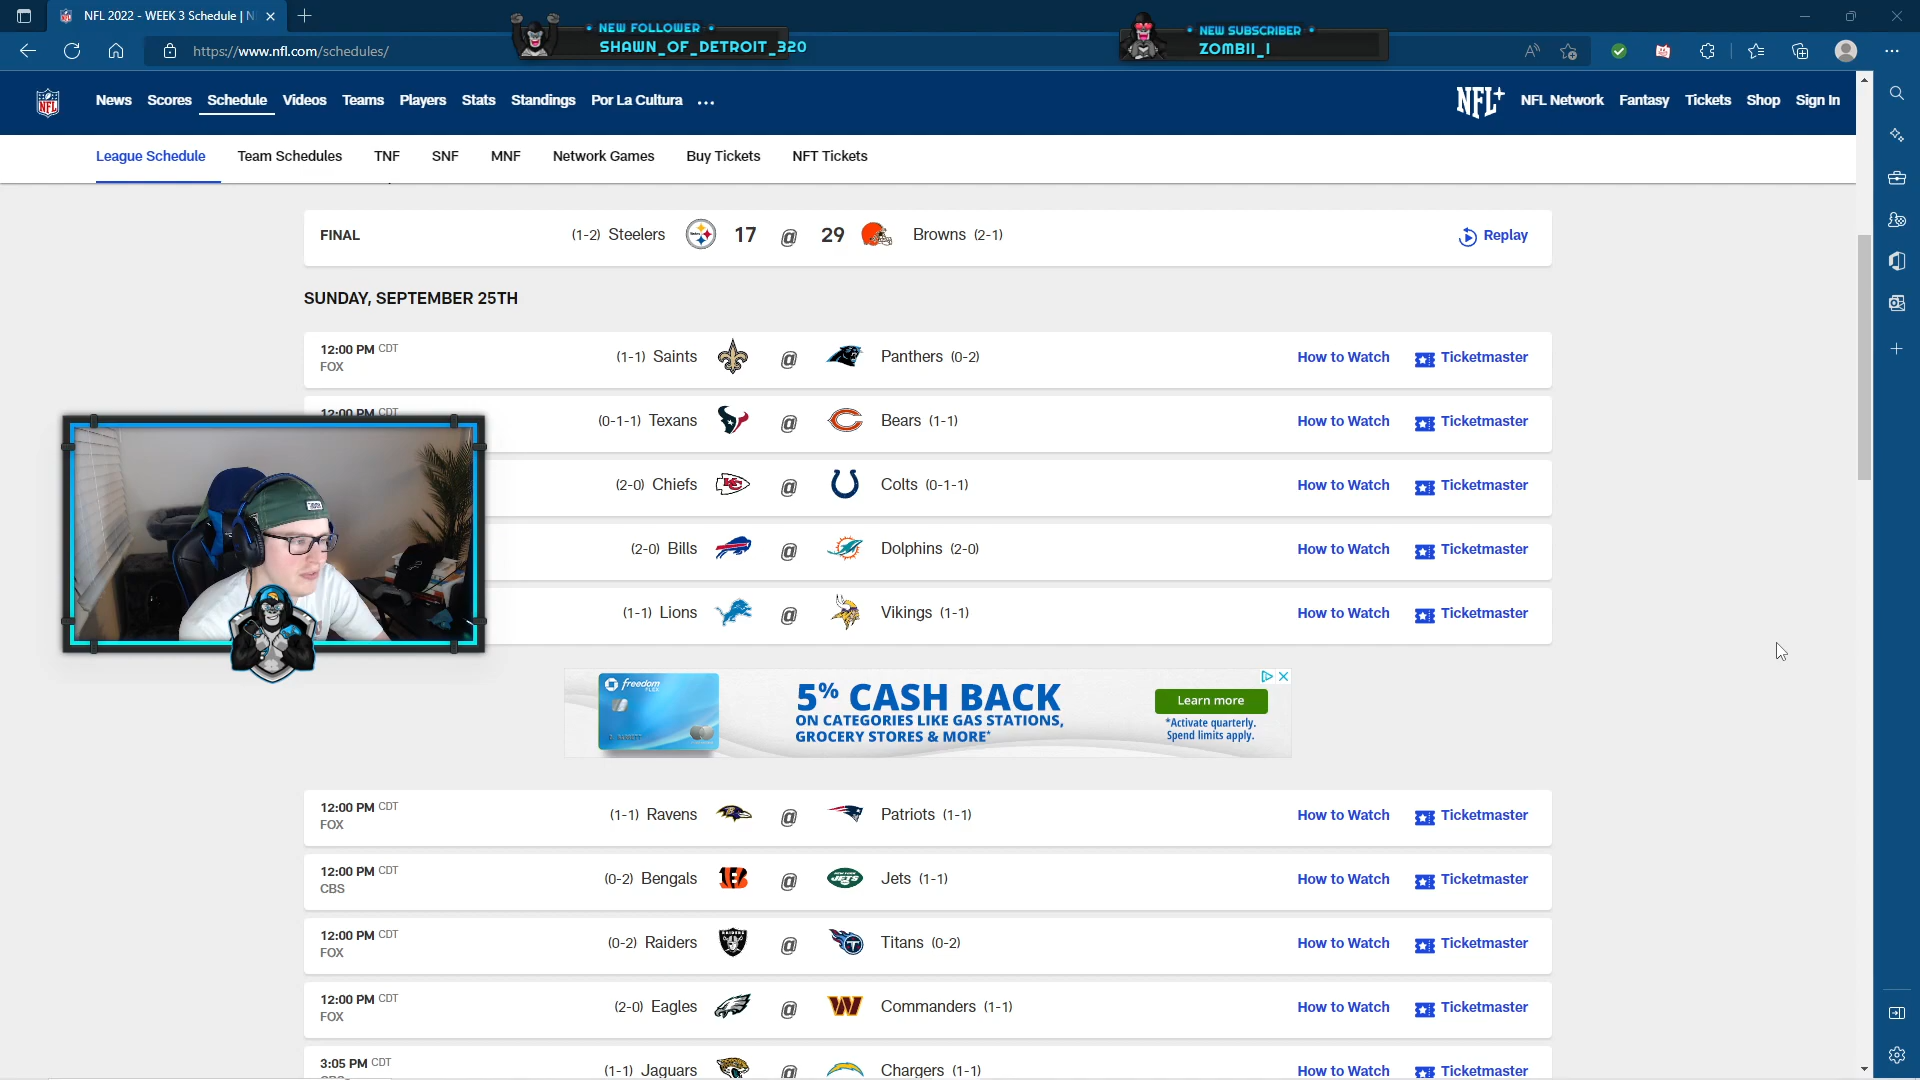 NFL 2022 - WEEK 3 Schedule | N
NEW FOLLOWER
SHAWN_OF_DETROIT_320
NEW SUBSCRIBER
ZOMBII_I
https://www.nfl.com/schedules/
NFL
News Scores Schedule Videos Teams Players Stats Standings Por La Cultura ...
NFL+ NFL Network Fantasy Tickets Shop Sign In
League Schedule Team Schedules TNF SNF MNF Network Games Buy Tickets NFT Tickets
FINAL (1-2) Steelers 17 @ 29 Browns (2-1) Replay
SUNDAY, SEPTEMBER 25TH
12:00 PM CDT
FOX
(1-1) Saints @ Panthers (0-2) How to Watch Ticketmaster
12:00 PM CDT
(0-1-1) Texans @ Bears (1-1) How to Watch Ticketmaster
(2-0) Chiefs @ Colts (0-1-1) How to Watch Ticketmaster
(2-0) Bills @ Dolphins (2-0) How to Watch Ticketmaster
(1-1) Lions @ Vikings (1-1) How to Watch Ticketmaster
freedom
FLEX
5% CASH BACK
ON CATEGORIES LIKE GAS STATIONS,
GROCERY STORES & MORE*
Learn more
*Activate quarterly.
Spend limits apply.
12:00 PM CDT
FOX
(1-1) Ravens @ Patriots (1-1) How to Watch Ticketmaster
12:00 PM CDT
CBS
(0-2) Bengals @ JETS Jets (1-1) How to Watch Ticketmaster
12:00 PM CDT
FOX
(0-2) Raiders RAIDERS @ Titans (0-2) How to Watch Ticketmaster
12:00 PM CDT
FOX
(2-0) Eagles @ Commanders (1-1) How to Watch Ticketmaster
3:05 PM CDT
(1-1) Jaguars @ Chargers (1-1) How to Watch Ticketmaster